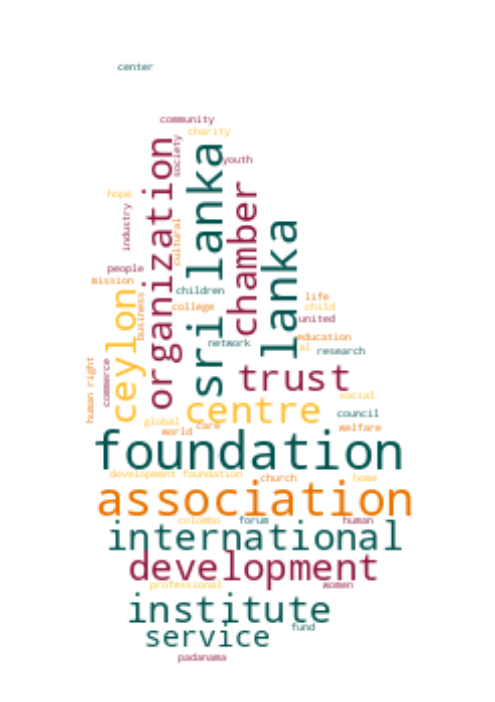 center
community
charity
society
youth
organization
sri lanka
chamber
hope
industry
cultural
lanka
people
mission
children
ceylon
business
college
life
child
united
network
education
al
research
commerce
human right
trust
social
centre
council
global
care
world
welfare
foundation
development foundation
church
home
association
colombo
forum
human
international
development
professional
women
institute
fund
service
padanama